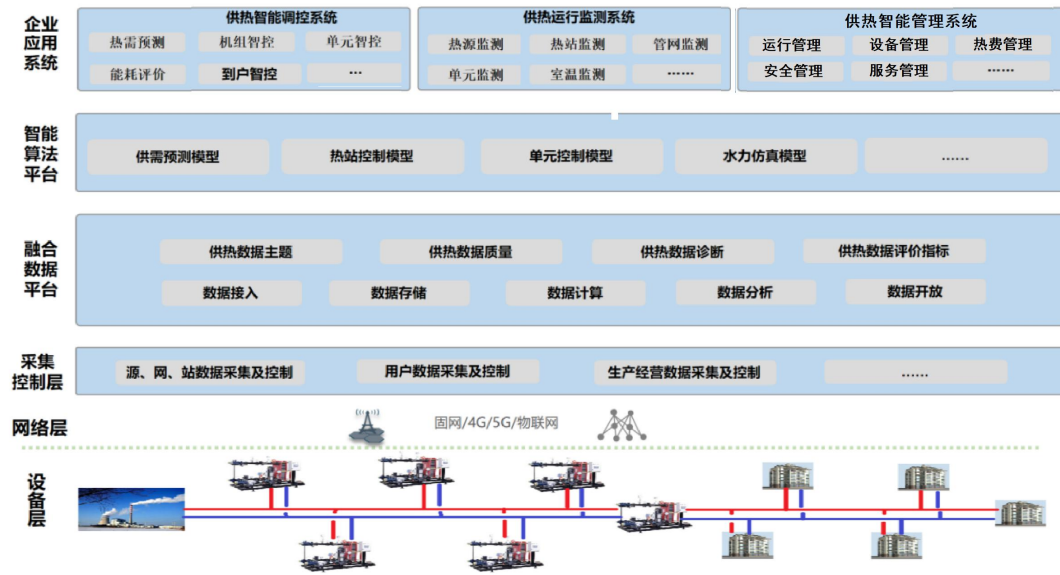 企业
应用
系统
供热智能调控系统
热需预测 机组智控 单元智控
能耗评价 到户智控 ...
供热运行监测系统
热源监测 热站监测 管网监测
单元监测 室温监测 ......
供热智能管理系统
运行管理 设备管理 热费管理
安全管理 服务管理 ......
智能
算法
平台
供需预测模型 热站控制模型 单元控制模型 水力仿真模型 ......
融合
数据
平台
供热数据主题 供热数据质量 供热数据诊断 供热数据评价指标
数据接入 数据存储 数据计算 数据分析 数据开放
采集
控制层
源、网、站数据采集及控制 用户数据采集及控制 生产经营数据采集及控制 ......
网络层
固网/4G/5G/物联网
设
备
层